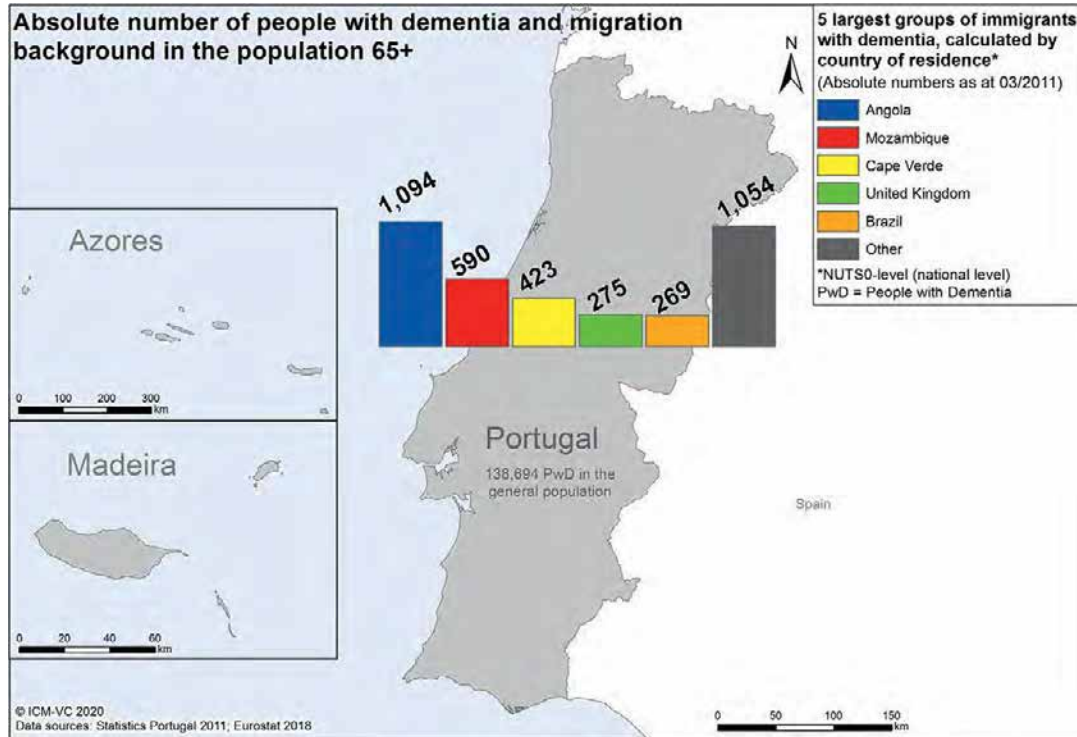 Absolute number of people with dementia and migration
background in the population 65+
N
5 largest groups of immigrants
with dementia, calculated by
country of residence*
(Absolute numbers as at 03/2011)
Angola
Mozambique
Cape Verde
United Kingdom
Brazil
Other
*NUTS0-level (national level)
PwD = People with Dementia
1,094
590
423
275
269
1,054
Azores
0 100 200 300
km
Madeira
0 20 40 60
km
Portugal
138,694 PwD in the
general population
Spain
© ICM-VC 2020
Data sources: Statistics Portugal 2011; Eurostat 2018
0 50 100 150
km